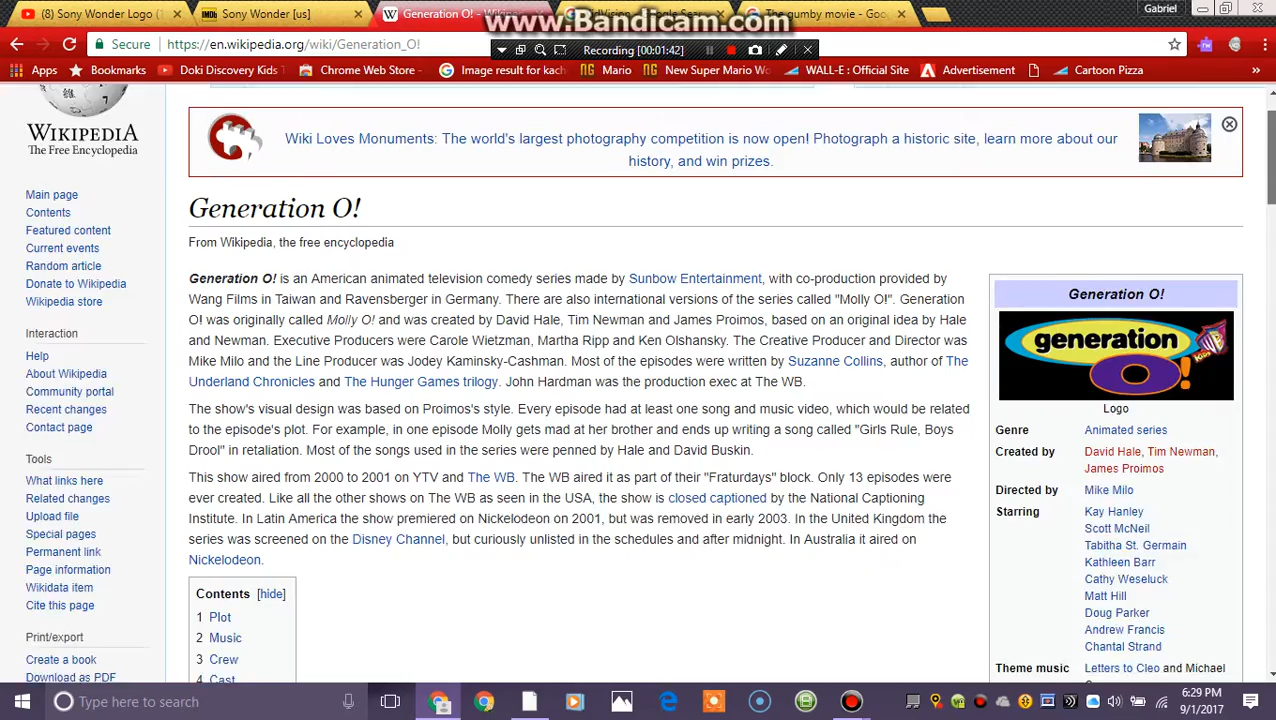 (8) Sony Wonder Logo (
Sony Wonder [us]
Generation O! - Wikipe
The gumby movie - Goo
Gabriel
www.Bandicam.com
Secure
https://en.wikipedia.org/wiki/Generation_O!
Recording [00:01:42]
Apps
Bookmarks
Doki Discovery Kids
Chrome Web Store -
Image result for kach
Mario
New Super Mario Wo
WALL-E : Official Site
Advertisement
Cartoon Pizza
»
WIKIPEDIA
The Free Encyclopedia
Main page
Contents
Featured content
Current events
Random article
Donate to Wikipedia
Wikipedia store
Interaction
Help
About Wikipedia
Community portal
Recent changes
Contact page
Tools
What links here
Related changes
Upload file
Special pages
Permanent link
Page information
Wikidata item
Cite this page
Print/export
Create a book
Download as PDF
Wiki Loves Monuments: The world's largest photography competition is now open! Photograph a historic site, learn more about our
history, and win prizes.
Generation O!
From Wikipedia, the free encyclopedia
Generation O! is an American animated television comedy series made by Sunbow Entertainment, with co-production provided by
Wang Films in Taiwan and Ravensberger in Germany. There are also international versions of the series called "Molly O!". Generation
O! was originally called Molly O! and was created by David Hale, Tim Newman and James Proimos, based on an original idea by Hale
and Newman. Executive Producers were Carole Wietzman, Martha Ripp and Ken Olshansky. The Creative Producer and Director was
Mike Milo and the Line Producer was Jodey Kaminsky-Cashman. Most of the episodes were written by Suzanne Collins, author of The
Underland Chronicles and The Hunger Games trilogy. John Hardman was the production exec at The WB.
The show's visual design was based on Proimos's style. Every episode had at least one song and music video, which would be related
to the episode's plot. For example, in one episode Molly gets mad at her brother and ends up writing a song called "Girls Rule, Boys
Drool" in retaliation. Most of the songs used in the series were penned by Hale and David Buskin.
This show aired from 2000 to 2001 on YTV and The WB. The WB aired it as part of their "Fraturdays" block. Only 13 episodes were
ever created. Like all the other shows on The WB as seen in the USA, the show is closed captioned by the National Captioning
Institute. In Latin America the show premiered on Nickelodeon on 2001, but was removed in early 2003. In the United Kingdom the
series was screened on the Disney Channel, but curiously unlisted in the schedules and after midnight. In Australia it aired on
Nickelodeon.
Contents [hide]
1 Plot
2 Music
3 Crew
4 Cast
Generation O!
generation
O!
Kids
Logo
Genre Animated series
Created by David Hale, Tim Newman,
James Proimos
Directed by Mike Milo
Starring Kay Hanley
Scott McNeil
Tabitha St. Germain
Kathleen Barr
Cathy Weseluck
Matt Hill
Doug Parker
Andrew Francis
Chantal Strand
Theme music Letters to Cleo and Michael
Type here to search
6:29 PM
9/1/2017